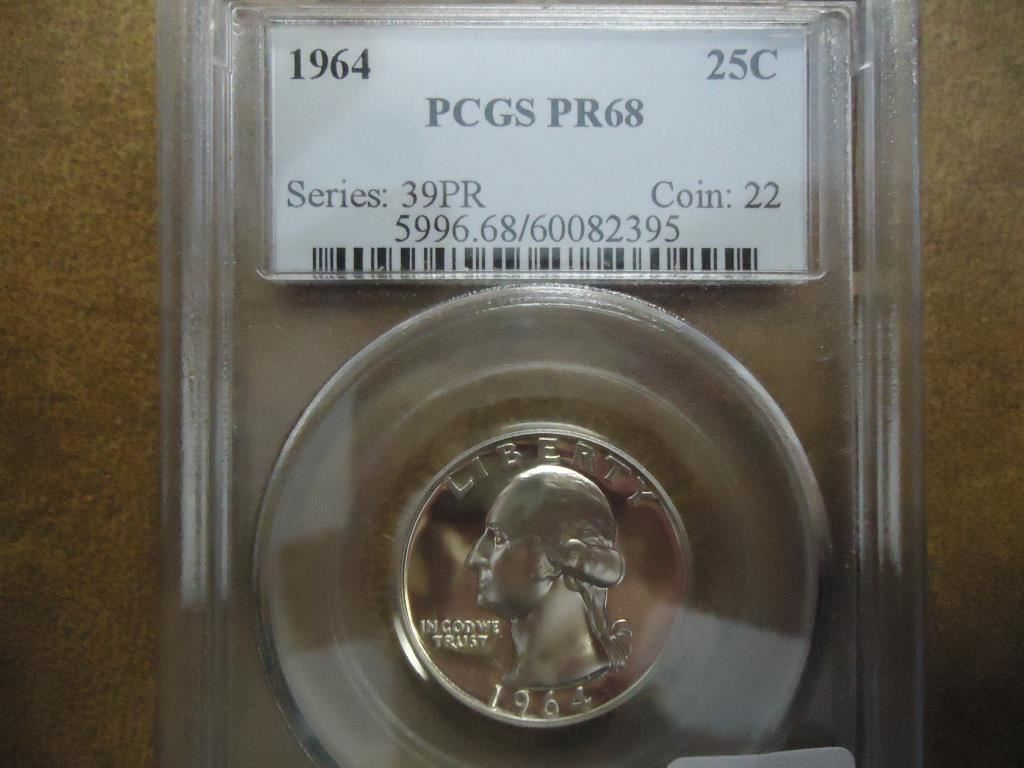 1964 25C
PCGS PR68
Series: 39PR Coin: 22
5996.68/60082395
LIBERTY
IN GOD WE
TRUST
1964